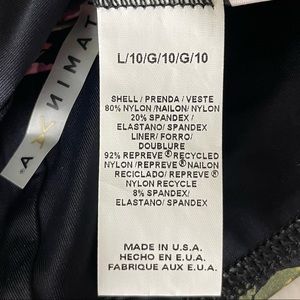 VITAMIN A
L/10/G/10/G/10
SHELL / PRENDA / VESTE
80% NYLON /NAILON/ NYLON
20% SPANDEX /
ELASTANO/ SPANDEX
LINER/ FORRO/
DOUBLURE
92% REPREVE® RECYCLED
NYLON /REPREVE® NAILON
RECICLADO/ REPREVE®
NYLON RECYCLE
8% SPANDEX/
ELASTANO/ SPANDEX
MADE IN U.S.A.
HECHO EN E.U.A.
FABRIQUE AUX E.U.A.